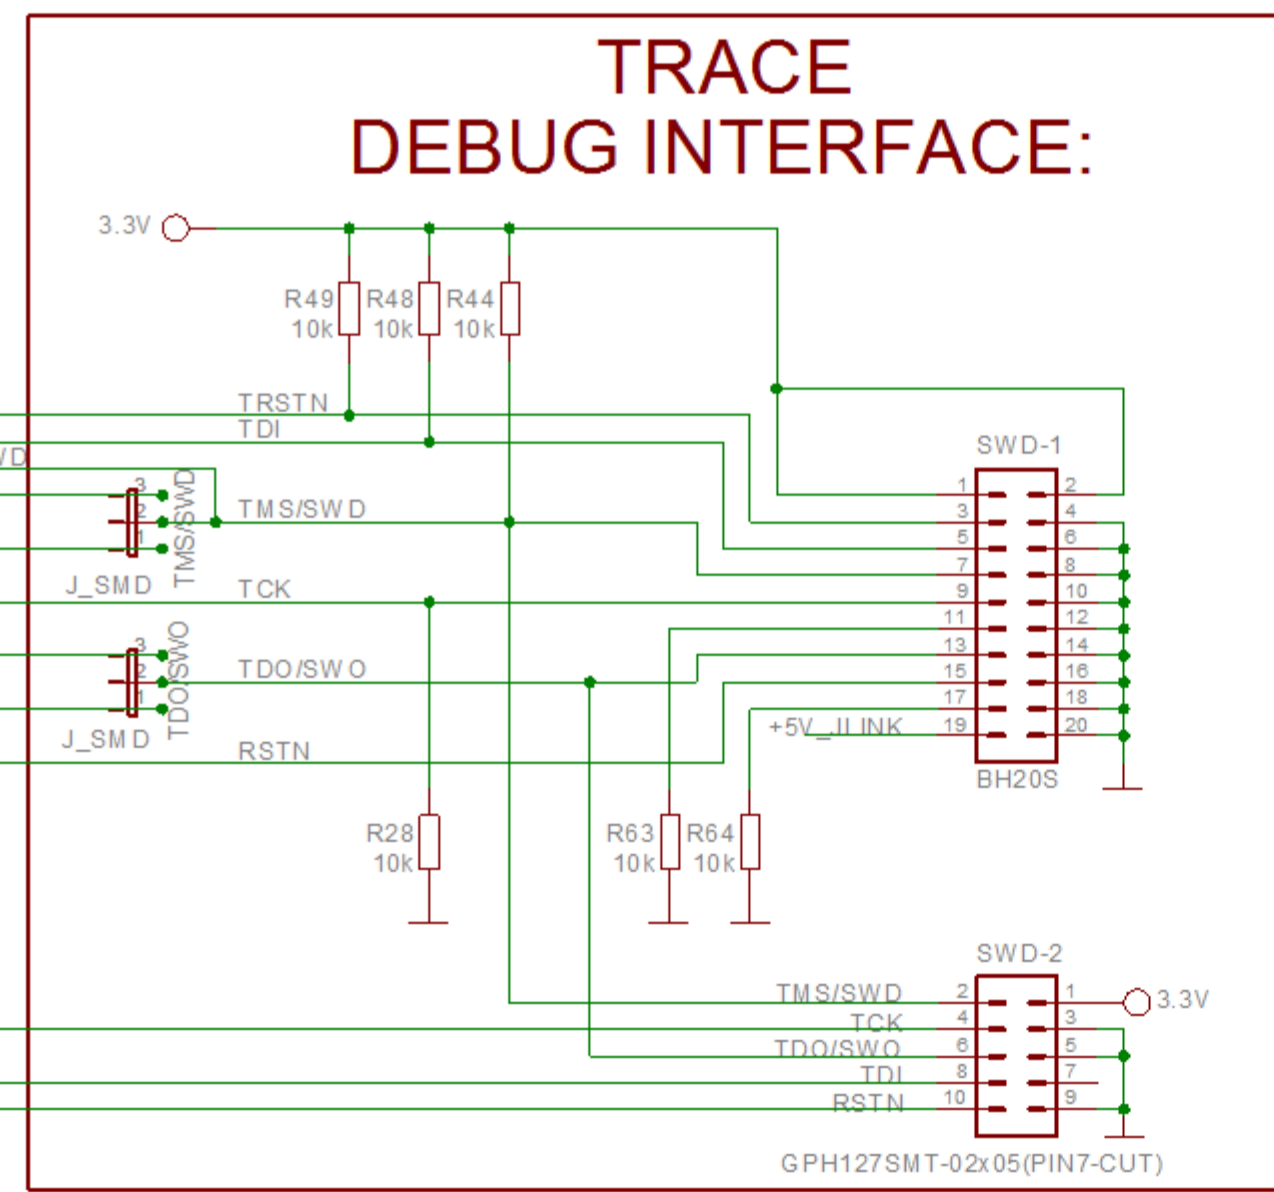 TRACE
DEBUG INTERFACE:
3.3V
R49 R48 R44
10k 10k 10k
TRSTN
TDI
SWD-1
3
2
1
TMS/SWD
TMS/SWD
J_SMD
TCK
3
2
1
TDO/SWO
TDO/SWO
J_SMD
RSTN
1 2
3 4
5 6
7 8
9 10
11 12
13 14
15 16
17 18
+5V_JLINK 19 20
BH20S
R28 R63 R64
10k 10k 10k
SWD-2
TMS/SWD 2 1 3.3V
TCK 4 3
TDO/SWO 6 5
TDI 8 7
RSTN 10 9
GPH127SMT-02x05(PIN7-CUT)